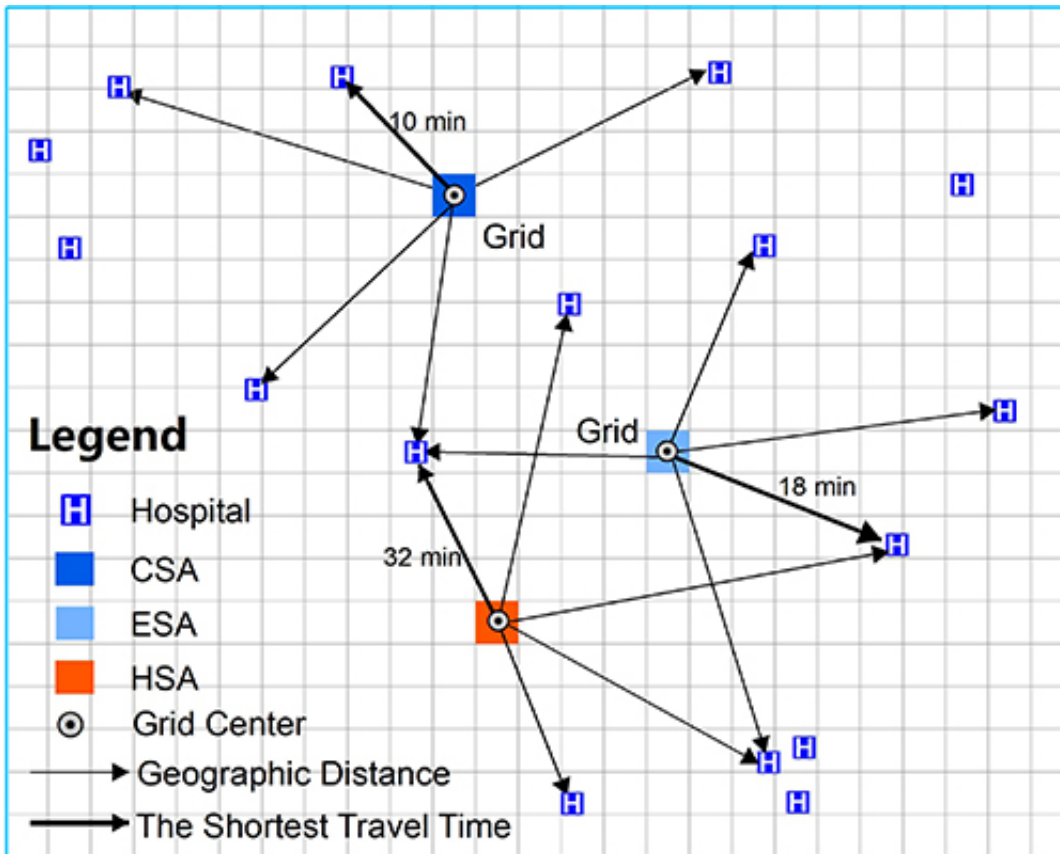 H
H
H
10 min
H
H
Grid
H
H
H
H
H
Grid
H
Legend
H
18 min
H Hospital
32 min
H
CSA
ESA
HSA
Grid Center
H
H
Geographic Distance
H
H
The Shortest Travel Time